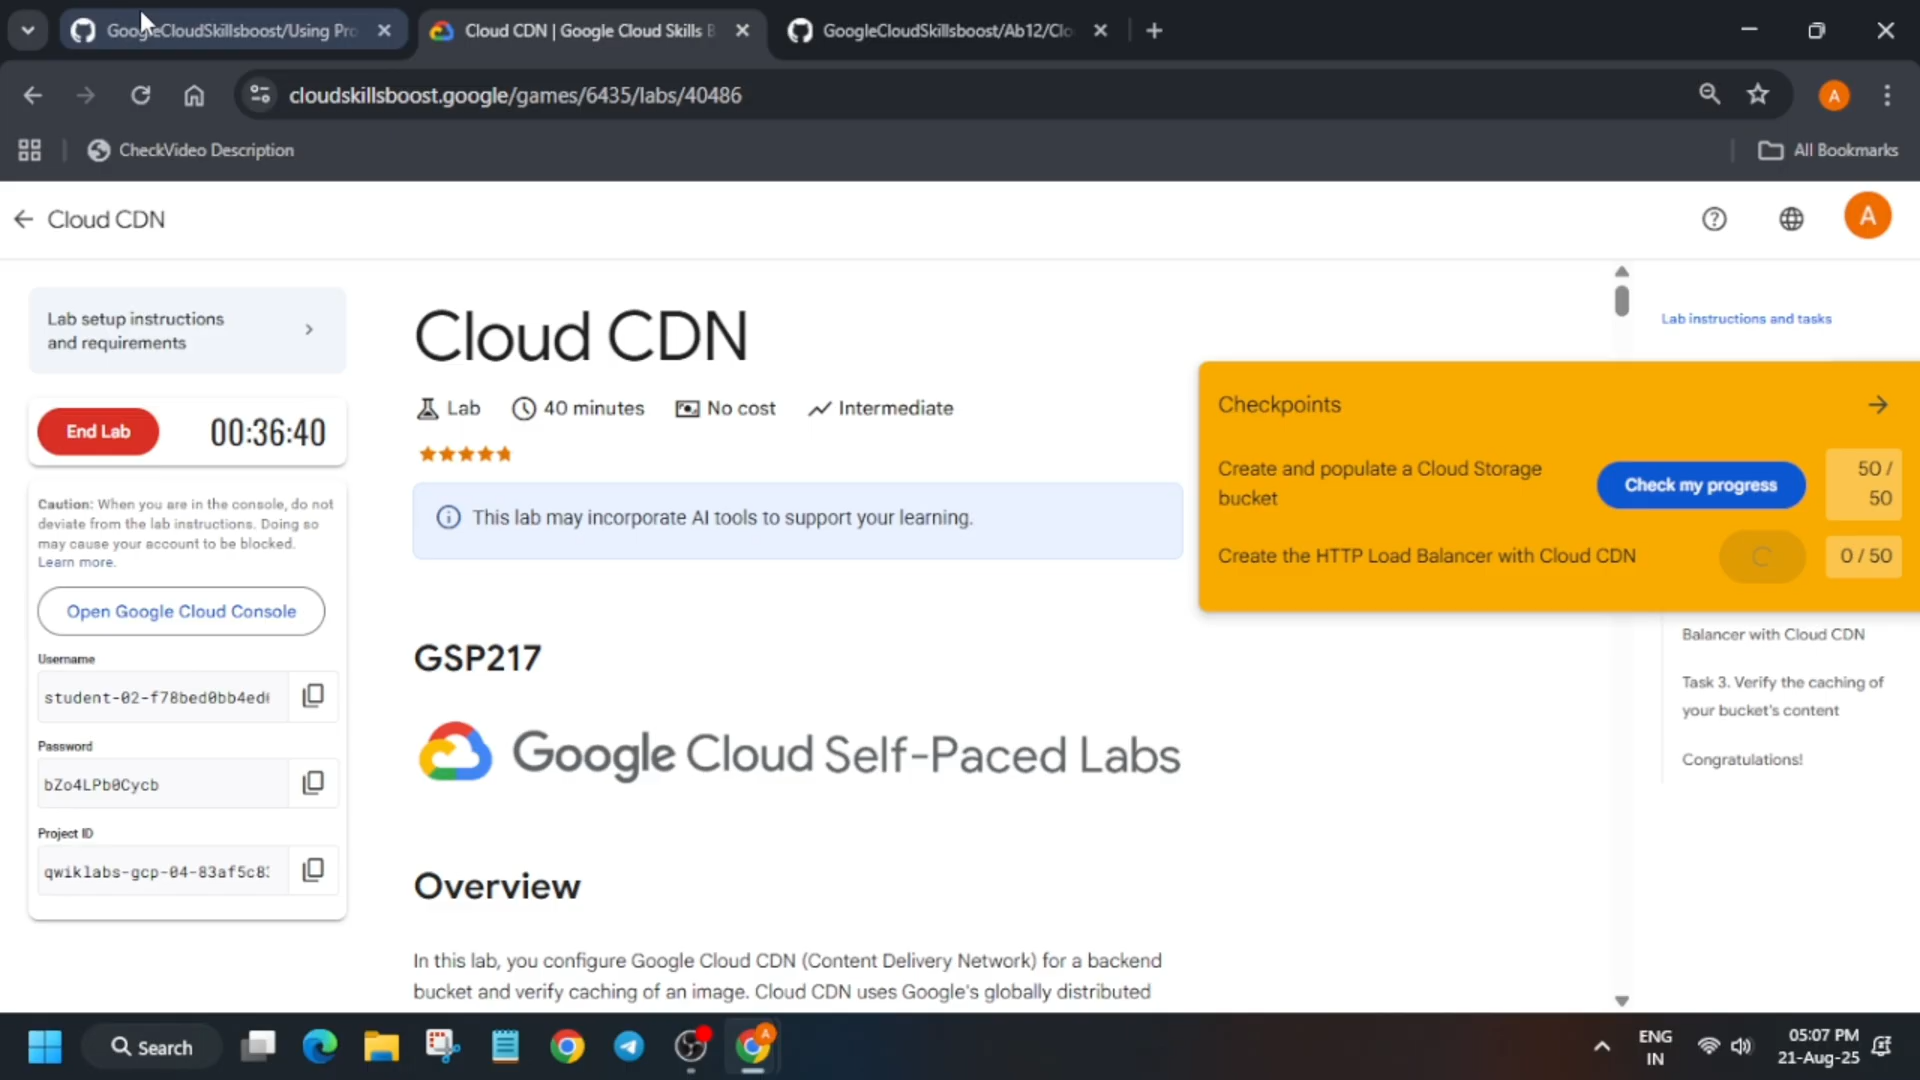 GoogleCloudSkillsboost/Using Pro
Cloud CDN | Google Cloud Skills B
GoogleCloudSkillsboost/Ab12/Clo
cloudskillsboost.google/games/6435/labs/40486
A
CheckVideo Description
All Bookmarks
Cloud CDN
A
Lab setup instructions
and requirements
End Lab
00:36:40
Caution: When you are in the console, do not
deviate from the lab instructions. Doing so
may cause your account to be blocked.
Learn more.
Open Google Cloud Console
Username
student-02-f78bed0bb4ed
Password
bZo4LPb0Cycb
Project ID
qwiklabs-gcp-04-83af5c8
Cloud CDN
Lab
40 minutes
No cost
Intermediate
This lab may incorporate AI tools to support your learning.
GSP217
Google Cloud Self-Paced Labs
Overview
In this lab, you configure Google Cloud CDN (Content Delivery Network) for a backend
bucket and verify caching of an image. Cloud CDN uses Google's globally distributed
Lab instructions and tasks
Checkpoints
Create and populate a Cloud Storage
bucket
Check my progress
50 /
50
Create the HTTP Load Balancer with Cloud CDN
0 / 50
Balancer with Cloud CDN
Task 3. Verify the caching of
your bucket's content
Congratulations!
Search
A
ENG
IN
05:07 PM
21-Aug-25